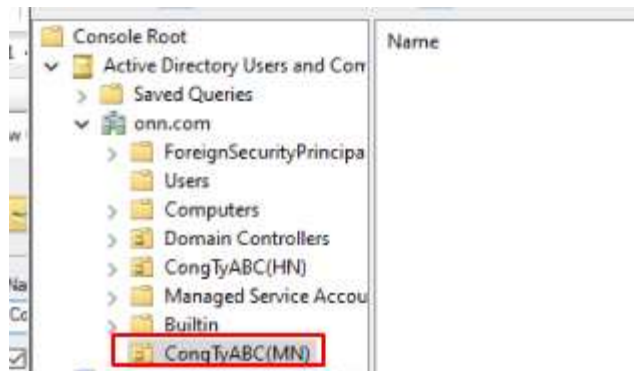 Console Root
Name
Active Directory Users and Com
Saved Queries
onn.com
ForeignSecurityPrincipa
Users
Computers
Domain Controllers
CongTyABC(HN)
Managed Service Accou
Builtin
CongTyABC(MN)